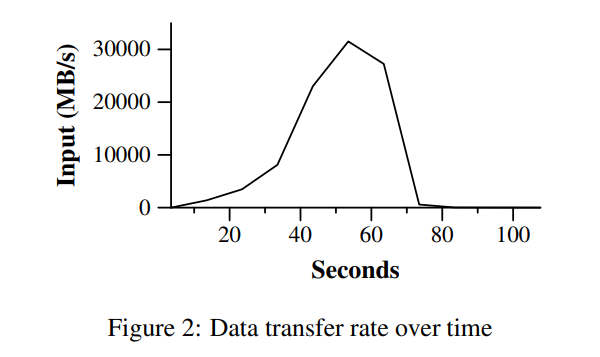 Input (MB/s)
30000
20000
10000
0
20 40 60 80 100
Seconds
Figure 2: Data transfer rate over time